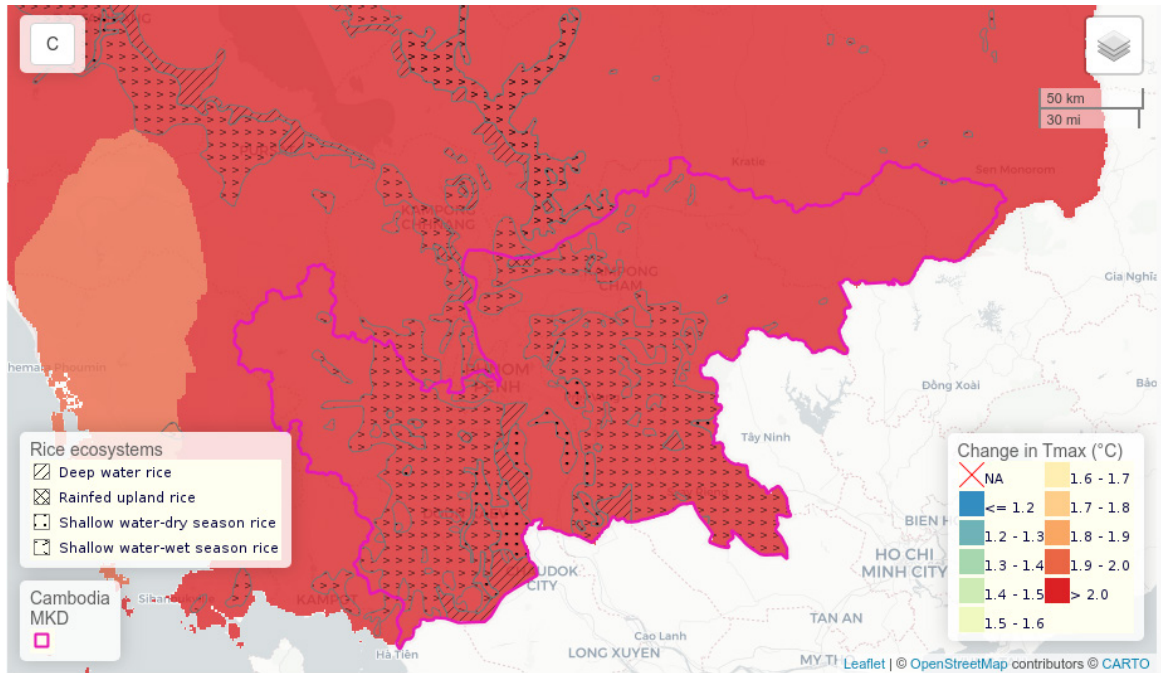 C
50 km
30 mi
Kratie
Sen Monorom
KAMPONG
CHHNANG
KAMPONG
CHAM
Gia Nghĩa
PHNOM
PENH
Đồng Xoài
Bảo
Tây Ninh
Rice ecosystems
Deep water rice
Rainfed upland rice
Shallow water-dry season rice
Shallow water-wet season rice
Change in Tmax (°C)
NA
<= 1.2
1.2 - 1.3
1.3 - 1.4
1.4 - 1.5
1.5 - 1.6
1.6 - 1.7
1.7 - 1.8
1.8 - 1.9
1.9 - 2.0
> 2.0
BIEN H
HO CHI
MINH CITY
CITY
Cambodia
MKD
Sihanoukville
KAMPOT
TAN AN
Cao Lanh
Hà Tiên
LONG XUYEN
MY TH
Leaflet | © OpenStreetMap contributors © CARTO